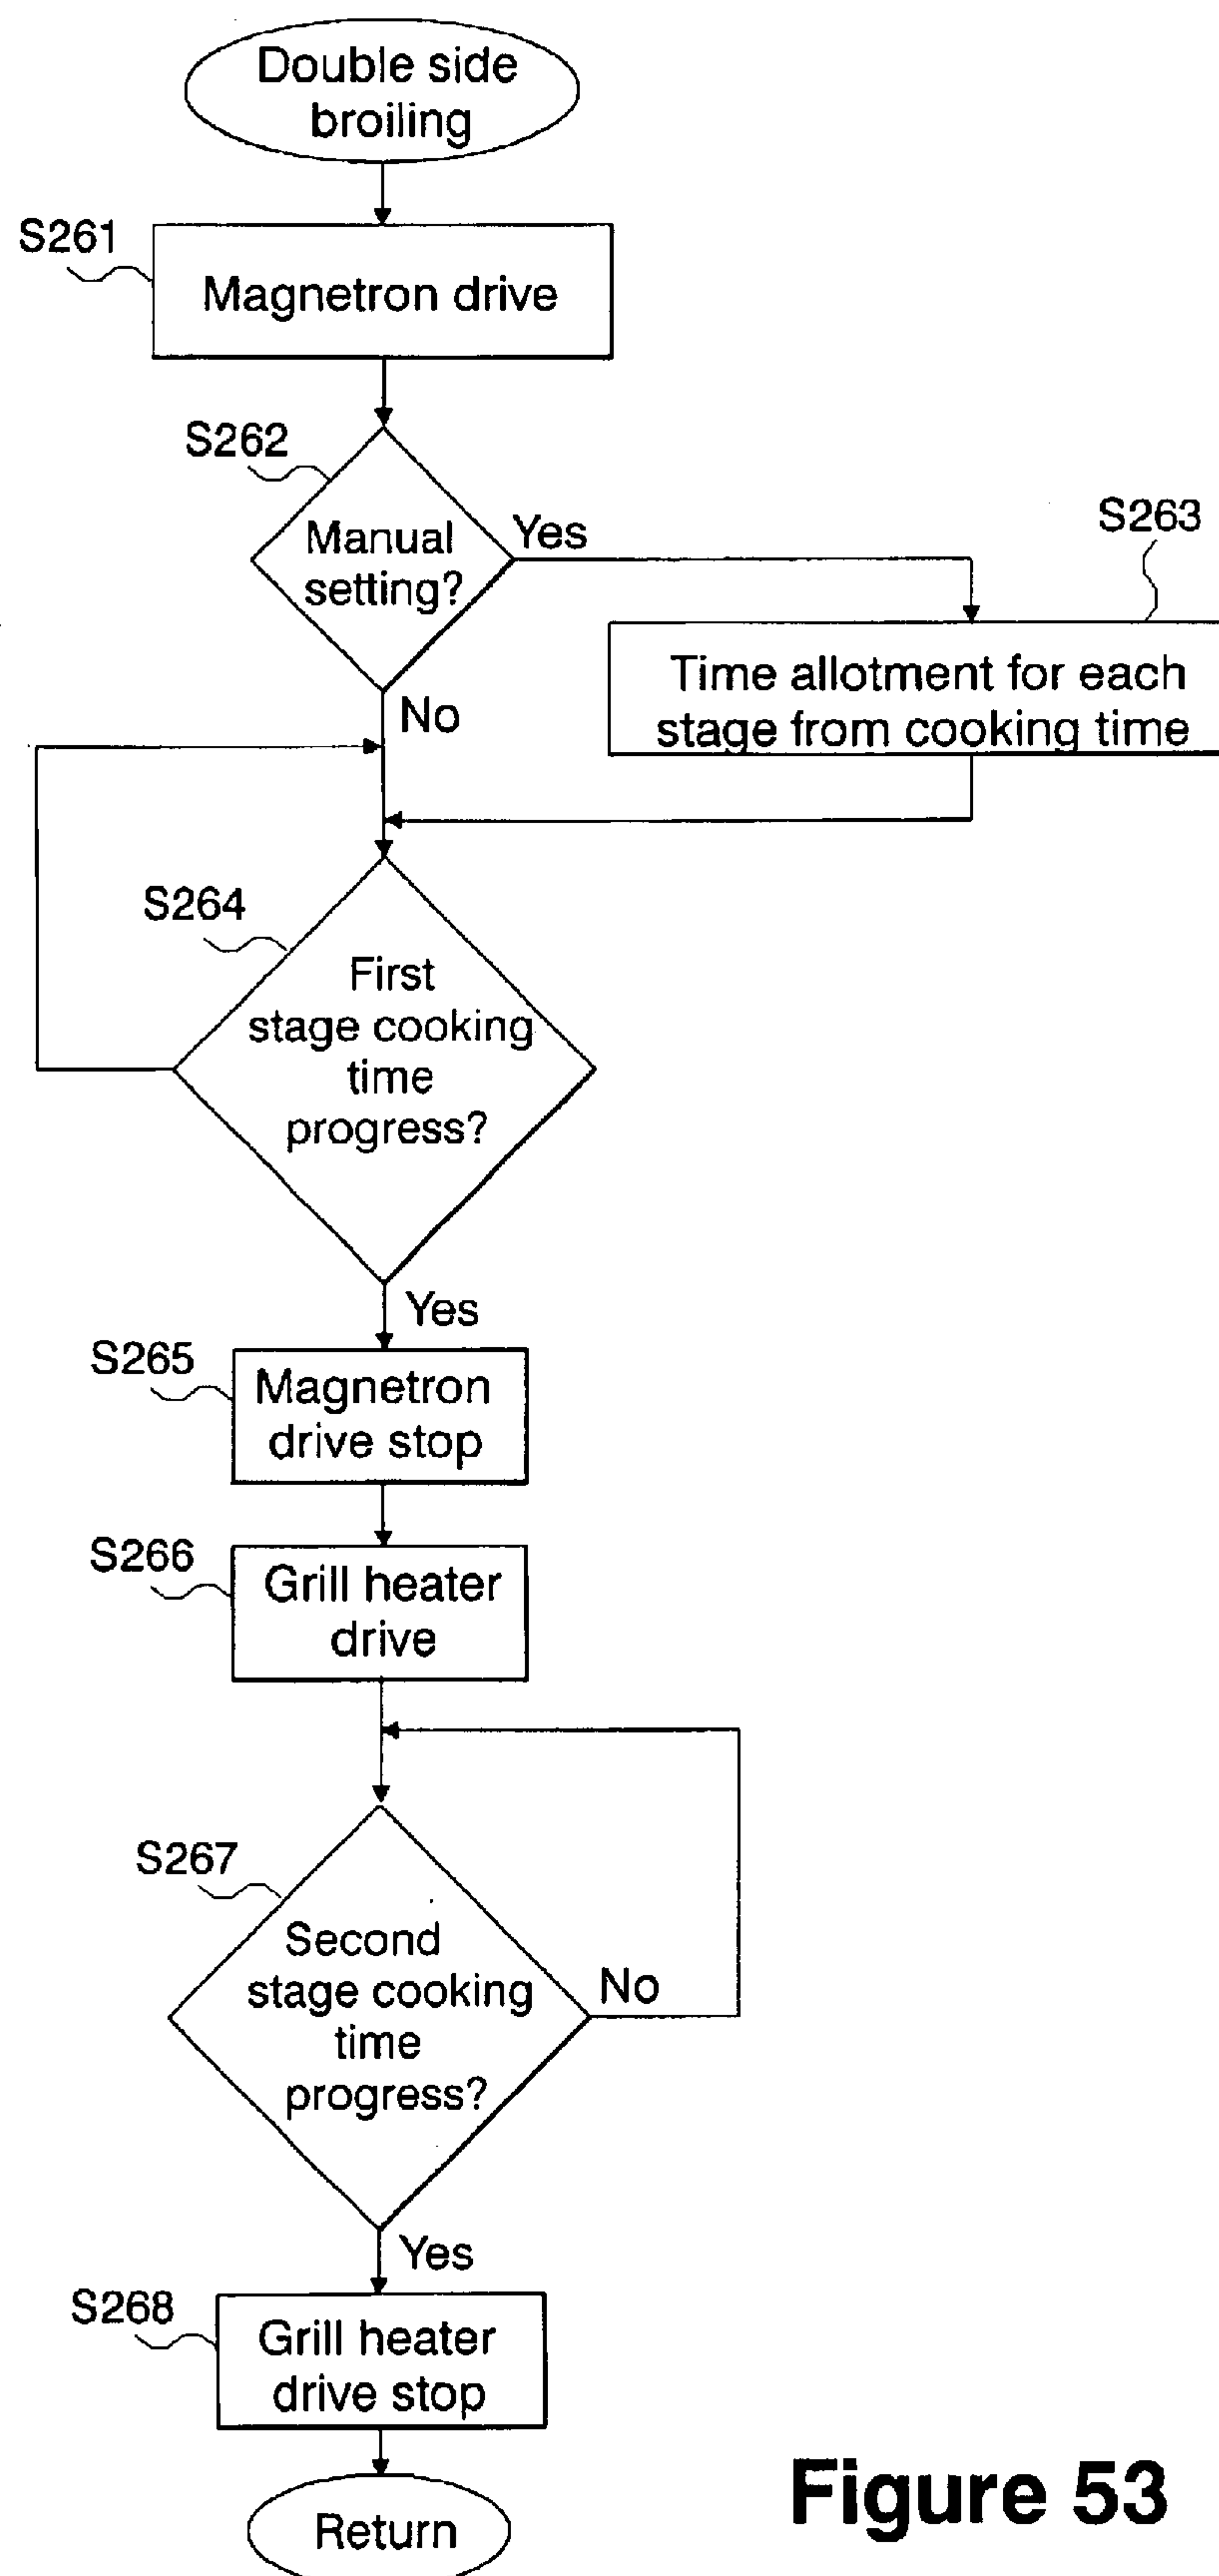 Double side
broiling
S261
Magnetron drive
S262
Manual
setting?
Yes
No
S263
Time allotment for each
stage from cooking time
S264
First
stage cooking
time
progress?
Yes
S265
Magnetron
drive stop
S266
Grill heater
drive
S267
Second
stage cooking
time
progress?
No
Yes
S268
Grill heater
drive stop
Return
Figure 53